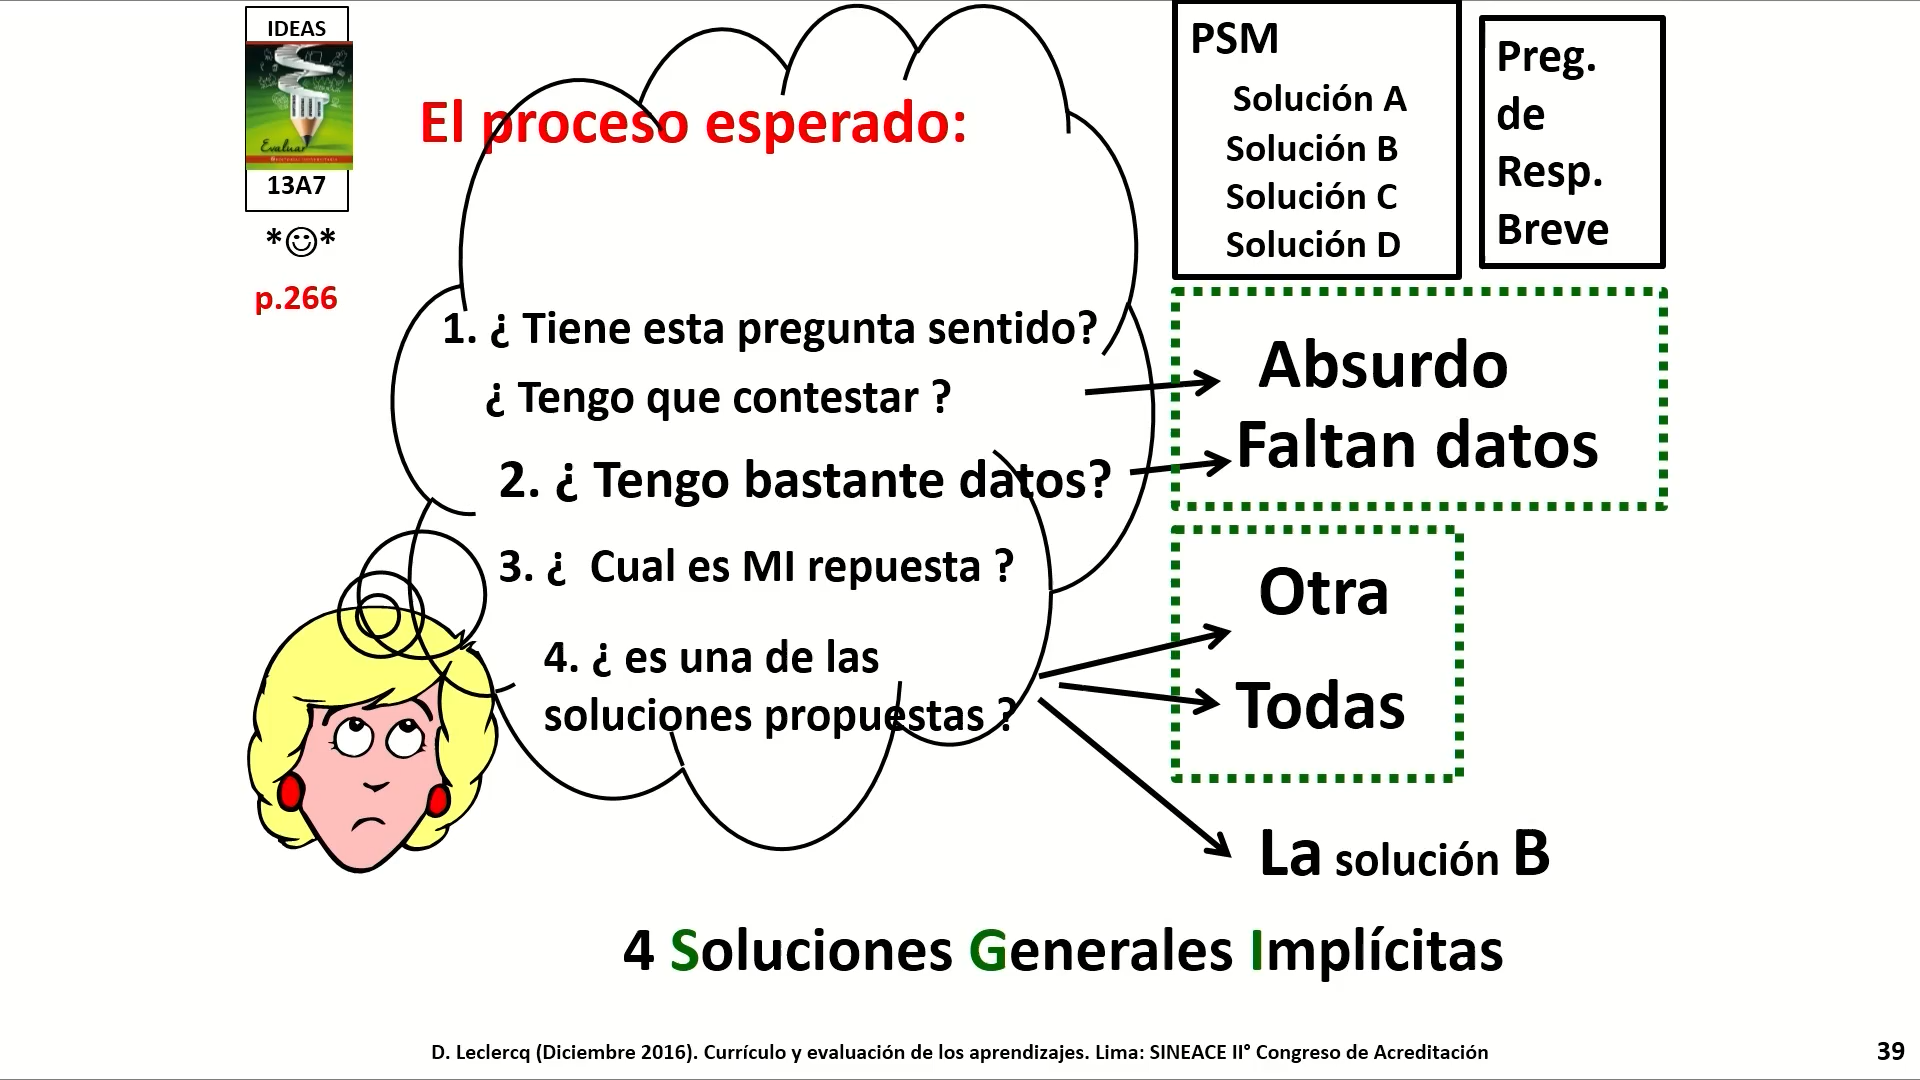 IDEAS
Evaluar
13A7
*☺*
p.266
El proceso esperado:
1. ¿ Tiene esta pregunta sentido?
¿ Tengo que contestar ?
2. ¿ Tengo bastante datos?
3. ¿ Cual es MI repuesta ?
4. ¿ es una de las
soluciones propuestas ?
PSM
Solución A
Solución B
Solución C
Solución D
Preg.
de
Resp.
Breve
Absurdo
Faltan datos
Otra
Todas
La solución B
4 Soluciones Generales Implícitas
D. Leclercq (Diciembre 2016). Currículo y evaluación de los aprendizajes. Lima: SINEACE II° Congreso de Acreditación
39